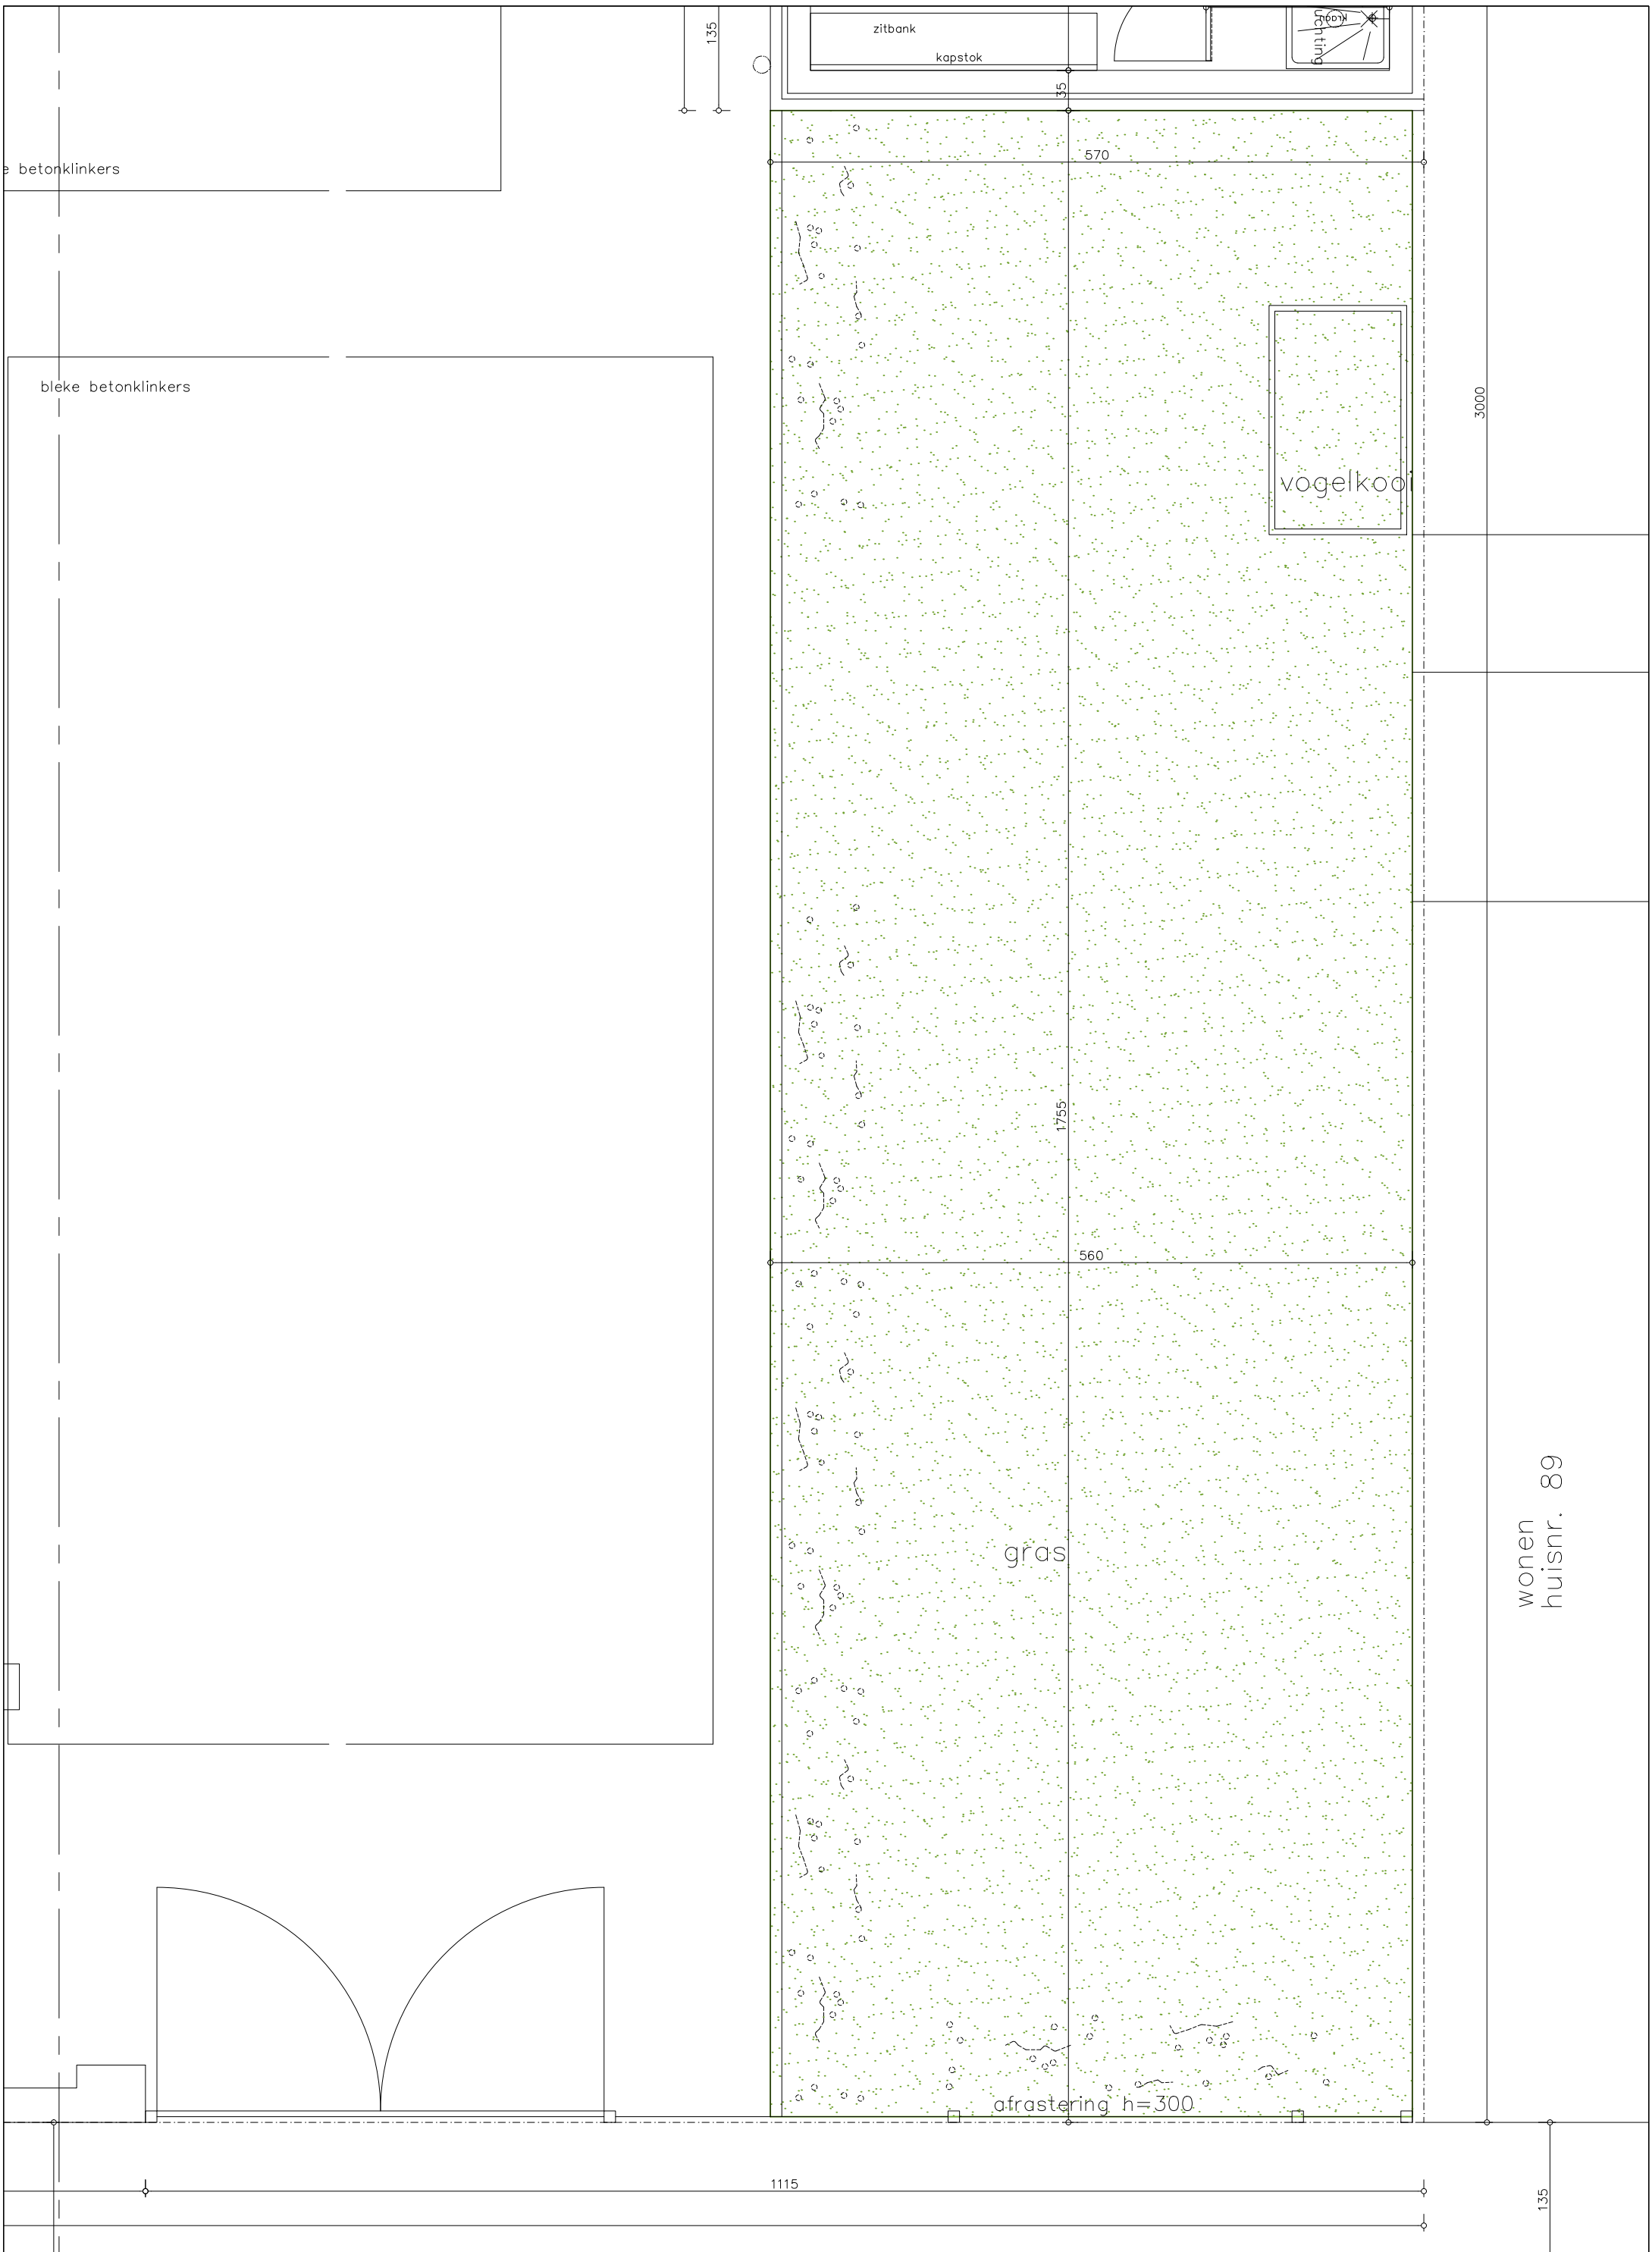 zitbank
kapstok
135
35
570
e betonklinkers
bleke betonklinkers
3000
vogelkooi
1755
560
gras
wonen
huisnr. 89
afrastering h=300
1115
135